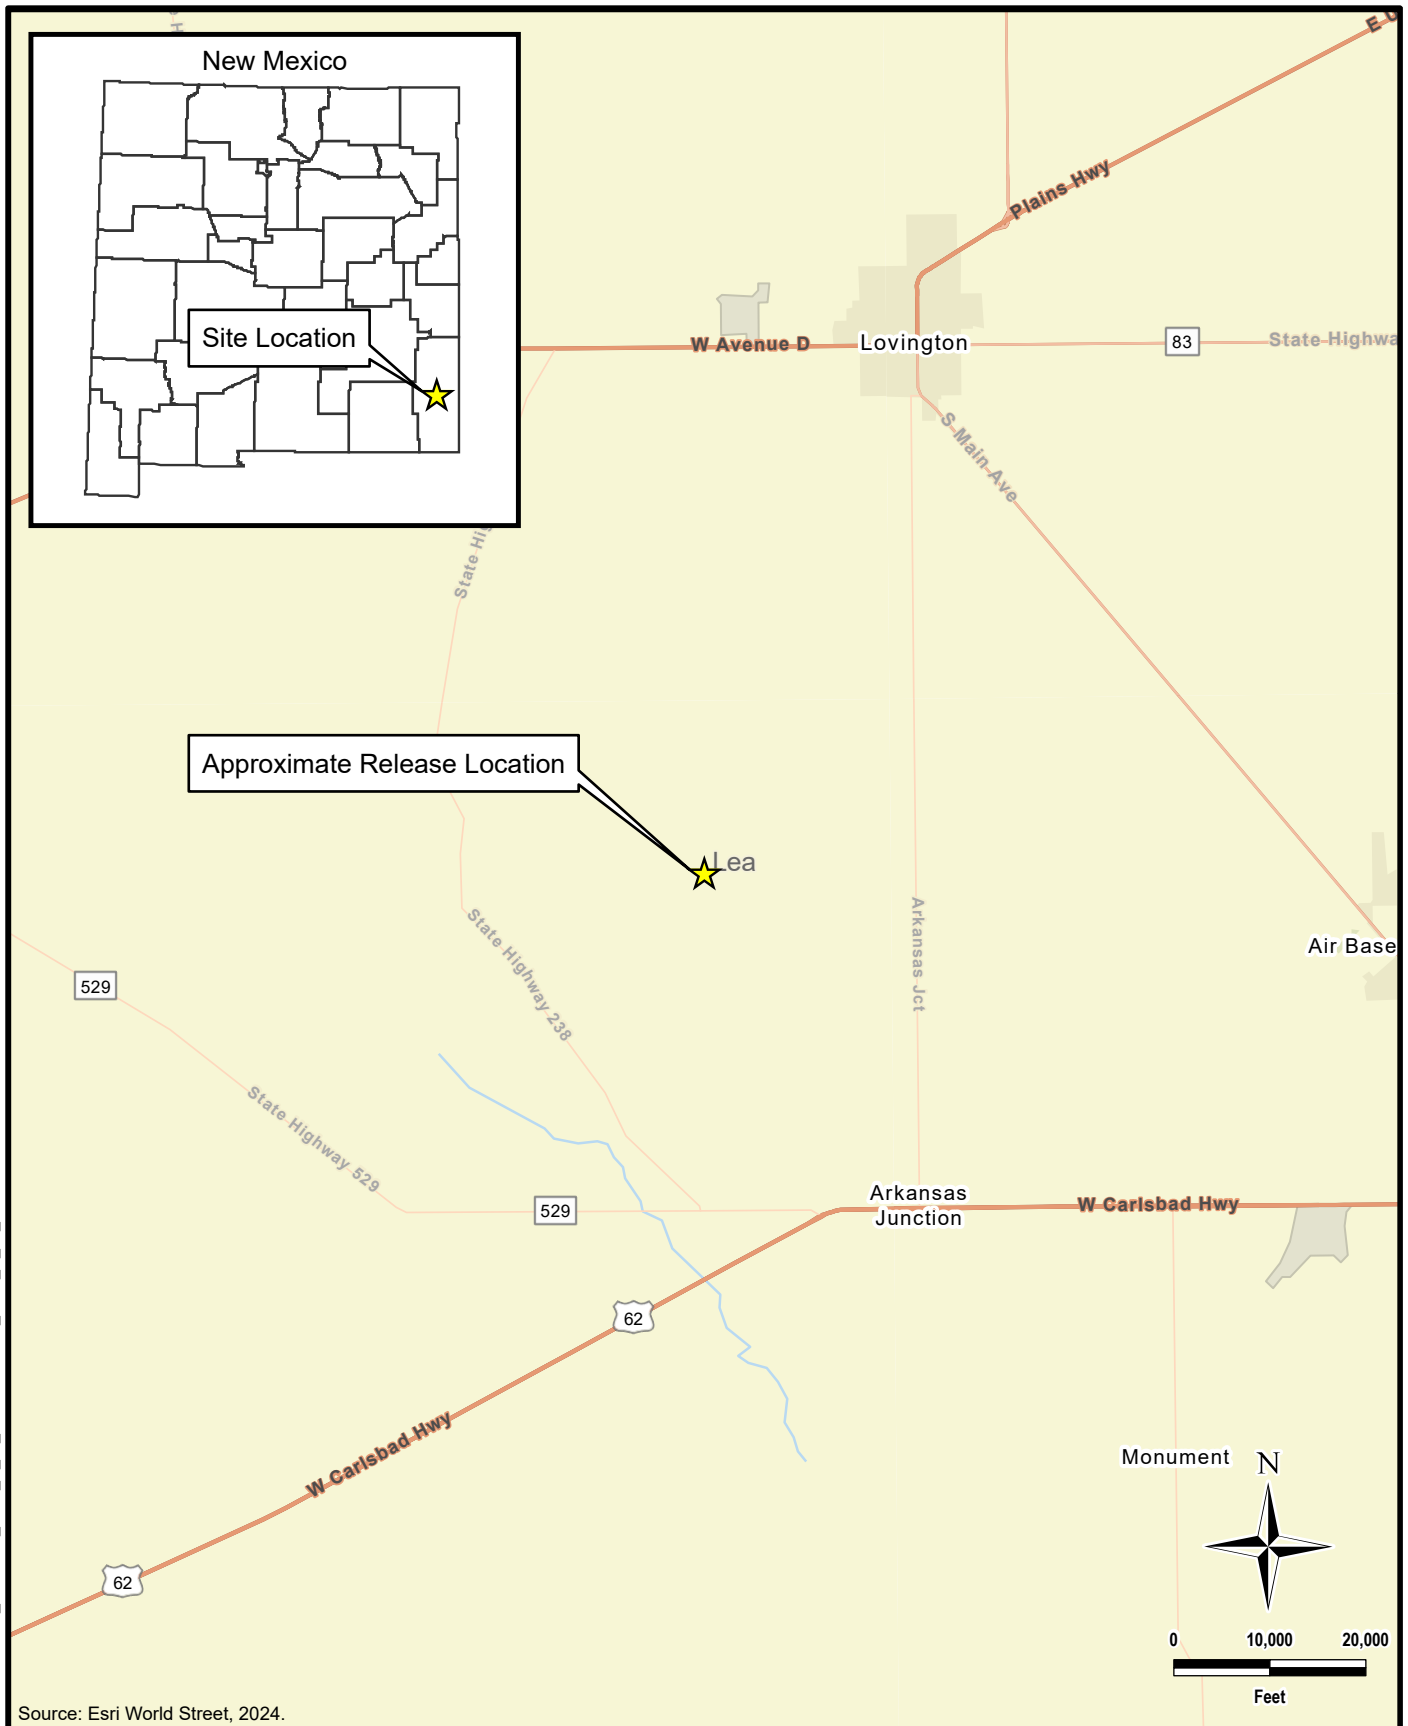 E
New Mexico
Plains Hwy
Site Location
W Avenue D
Lovington
83
State Highwa
S Main Ave
State Hig
Approximate Release Location
Lea
Arkansas Jct
State Highway 238
Air Base
529
State Highway 529
529
Arkansas
Junction
W Carlsbad Hwy
62
W Carlsbad Hwy
Monument
N
62
0 10,000 20,000
Feet
Source: Esri World Street, 2024.